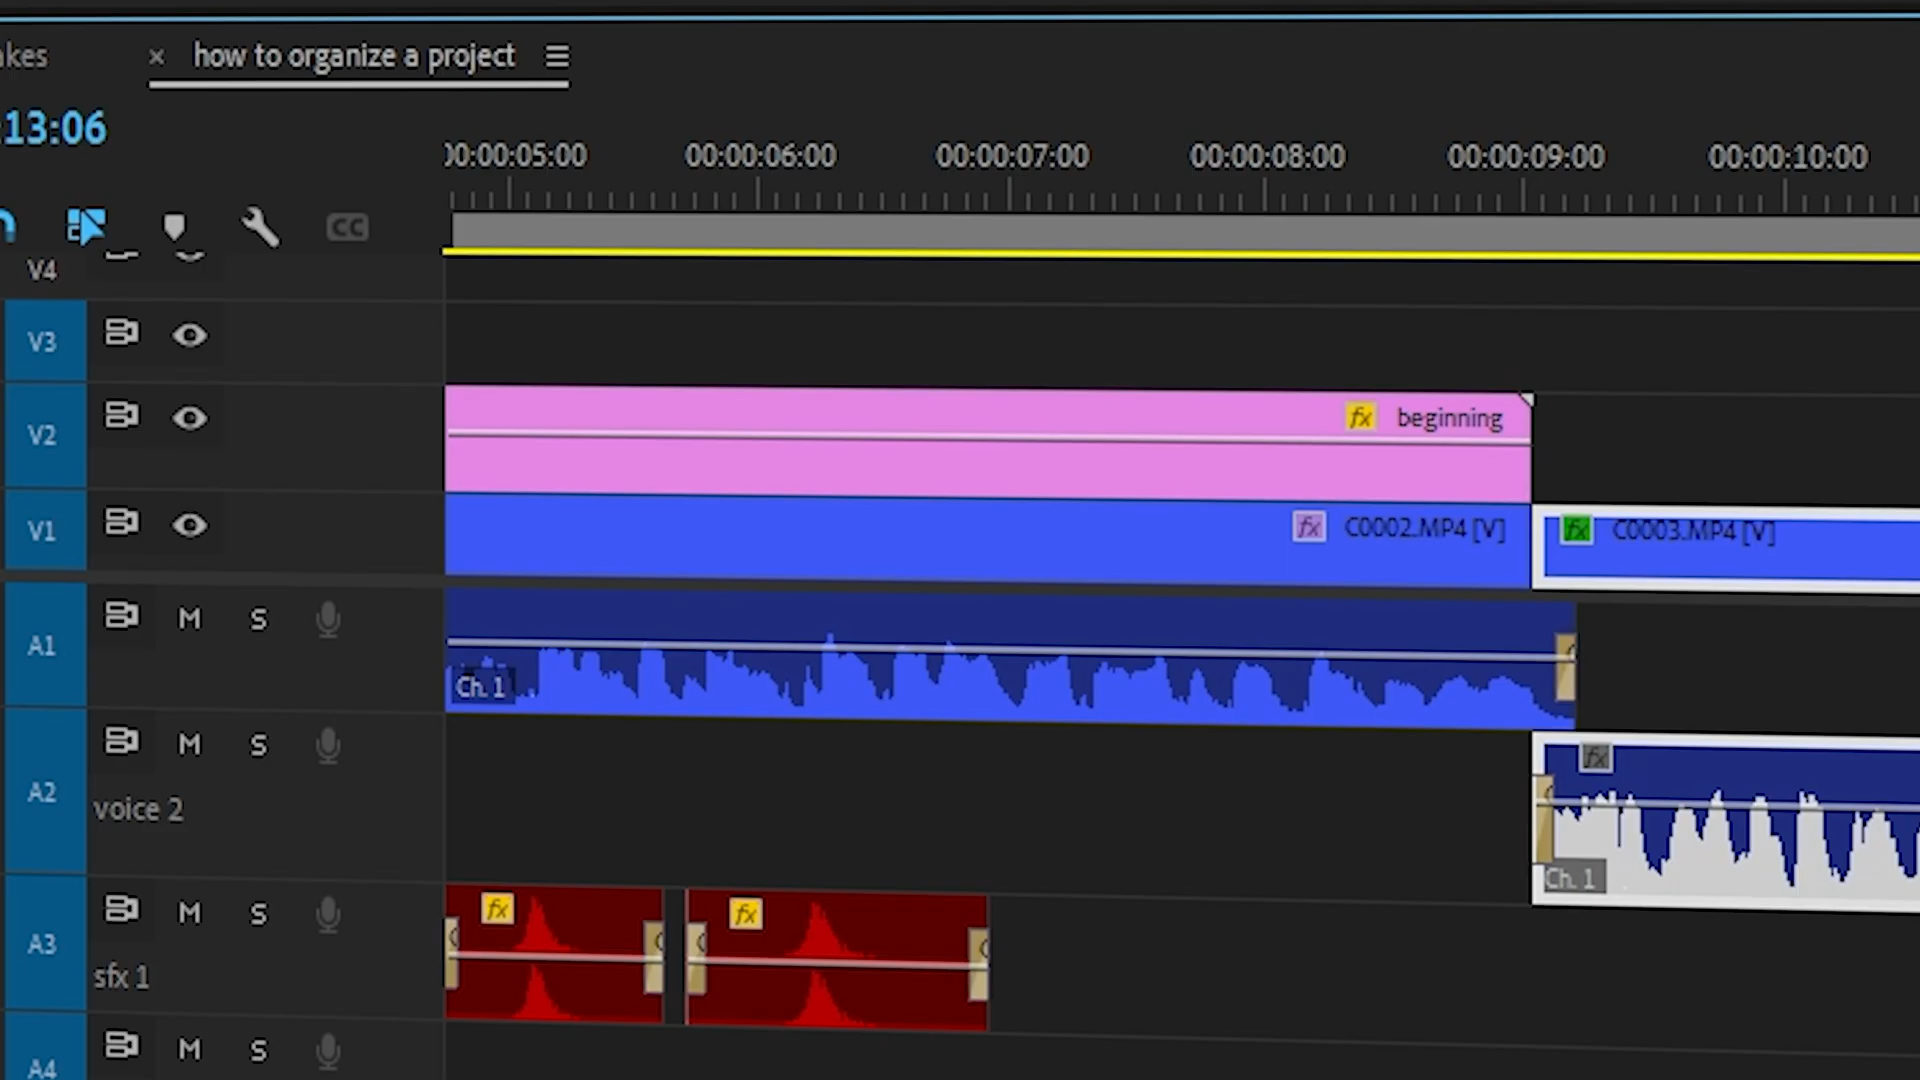 kes
× how to organize a project
:13:06
00:00:05:00 00:00:06:00 00:00:07:00 00:00:08:00 00:00:09:00 00:00:10:00
CC
V4
V3
V2
fx beginning
V1
fx C0002.MP4 [V]
fx C0003.MP4 [V]
A1
M S
Ch. 1
A2
M S
voice 2
fx
Ch. 1
A3
M S
sfx 1
fx
fx
A4
M S